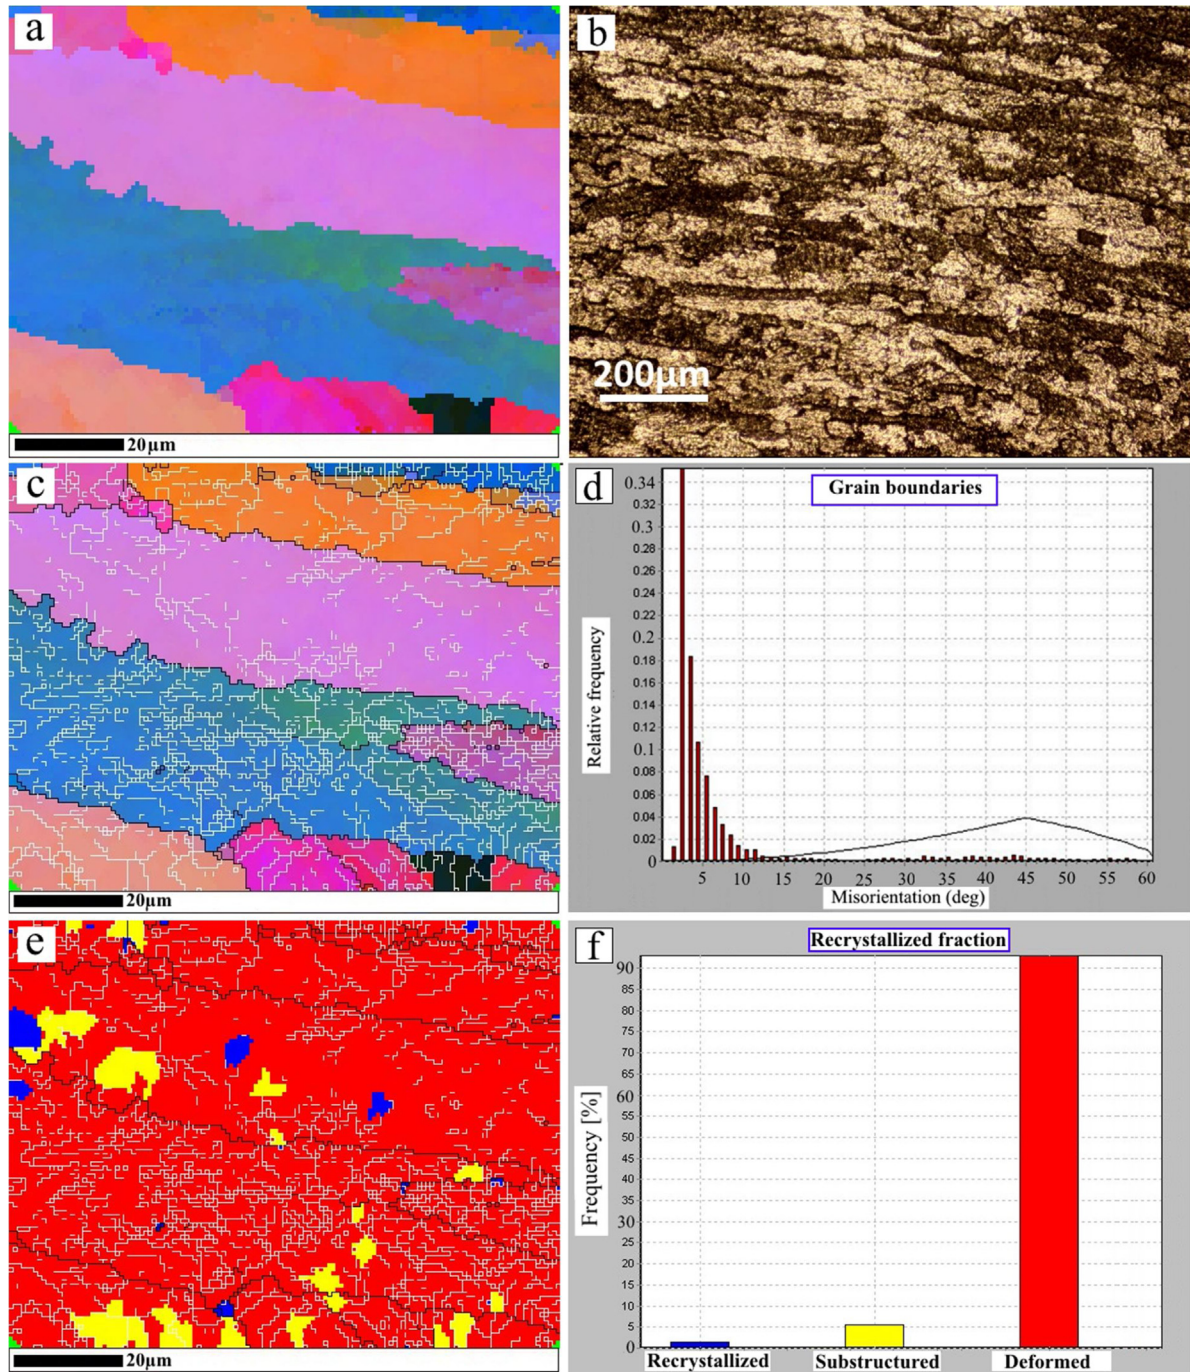 a
20µm
b
200µm
c
20µm
d
Grain boundaries
Relative frequency
0.34
0.32
0.3
0.28
0.26
0.24
0.22
0.2
0.18
0.16
0.14
0.12
0.1
0.08
0.06
0.04
0.02
0
5 10 15 20 25 30 35 40 45 50 55 60
Misorientation (deg)
e
20µm
f
Recrystallized fraction
Frequency [%]
90
85
80
75
70
65
60
55
50
45
40
35
30
25
20
15
10
5
0
Recrystallized Substructured Deformed